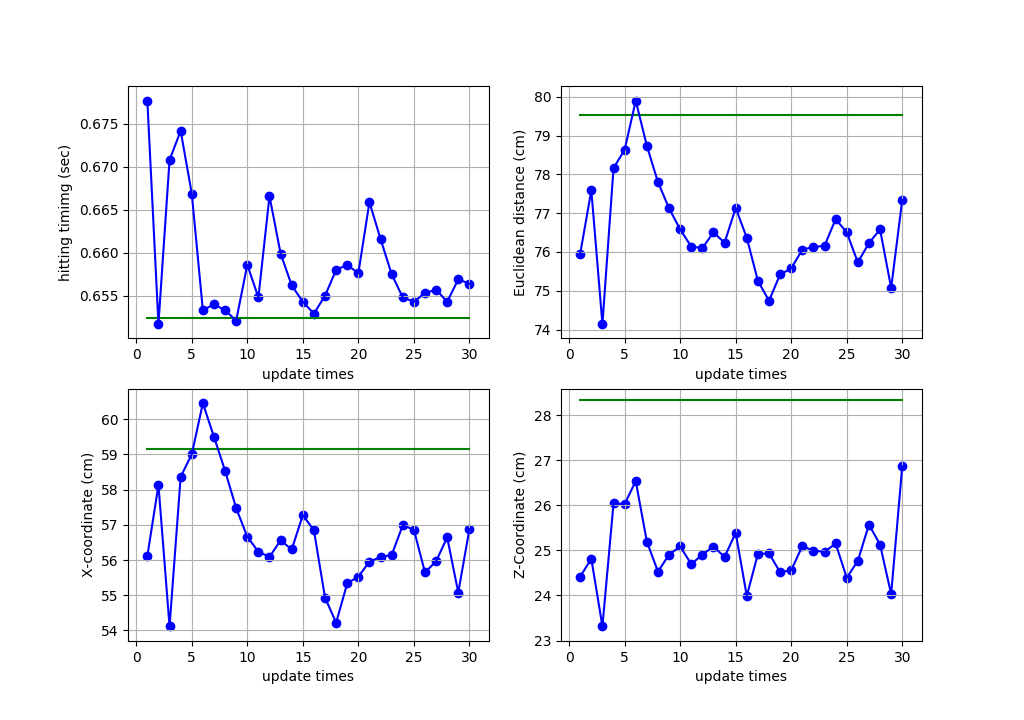 0.675
0.670
0.665
0.660
0.655
hitting timimg (sec)
0 5 10 15 20 25 30
update times
80
79
78
77
76
75
74
Euclidean distance (cm)
0 5 10 15 20 25 30
update times
60
59
58
57
56
55
54
X-coordinate (cm)
0 5 10 15 20 25 30
update times
28
27
26
25
24
23
Z-Coordinate (cm)
0 5 10 15 20 25 30
update times